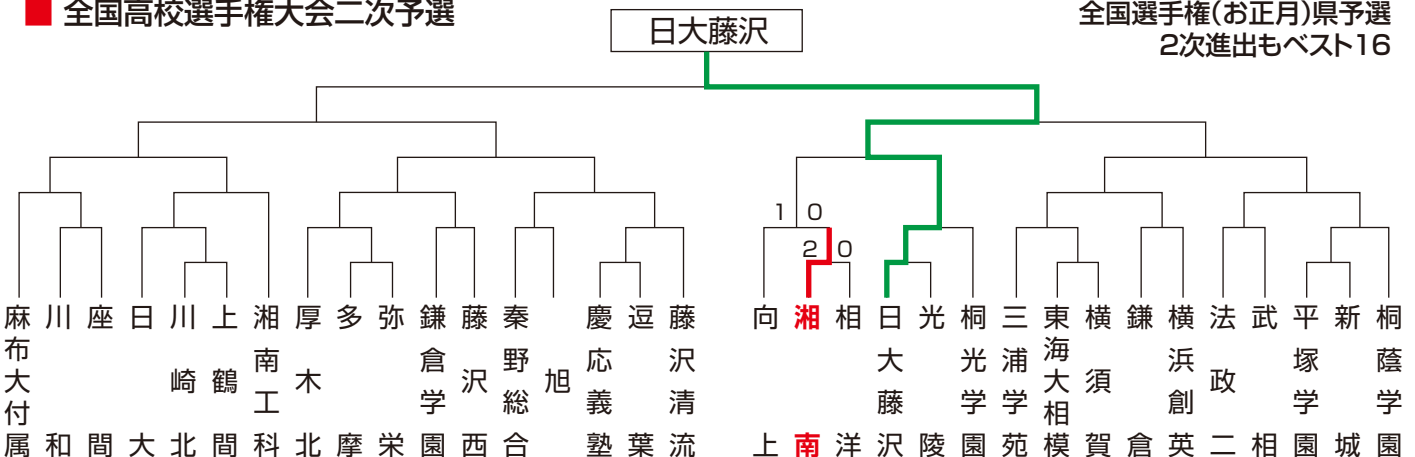 ■ 全国高校選手権大会二次予選
日大藤沢
全国選手権(お正月)県予選
2次進出もベスト16
1 0
2 0
麻布大付属
川和
座間
日大
川崎北
上鶴間
湘南工科
厚木北
多摩
弥栄
鎌倉学園
藤沢西
秦野総合
旭
慶応義塾
逗葉
藤沢清流
向上
湘南
相洋
日大藤沢
光陵
桐光学園
三浦学苑
東海大相模
横須賀
鎌倉
横浜創英
法政二
武相
平塚学園
新城
桐蔭学園